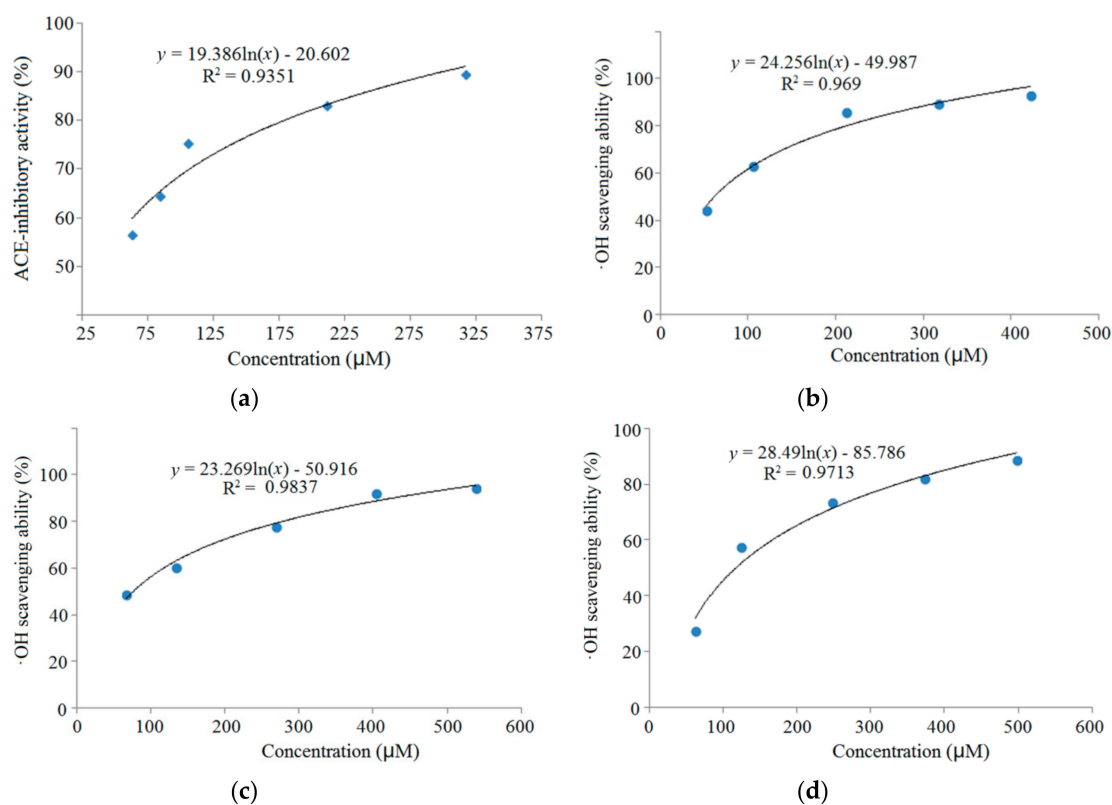 100
90
80
70
60
50
ACE-inhibitory activity (%)
y = 19.386ln(x) - 20.602
R² = 0.9351
25 75 125 175 225 275 325 375
Concentration (μM)
(a)
100
80
60
40
20
0
·OH scavenging ability (%)
y = 24.256ln(x) - 49.987
R² = 0.969
0 100 200 300 400 500
Concentration (μM)
(b)
100
80
60
40
20
0
·OH scavenging ability (%)
y = 23.269ln(x) - 50.916
R² = 0.9837
0 100 200 300 400 500 600
Concentration (μM)
(c)
100
80
60
40
20
0
·OH scavenging ability (%)
y = 28.49ln(x) - 85.786
R² = 0.9713
0 100 200 300 400 500 600
Concentration (μM)
(d)